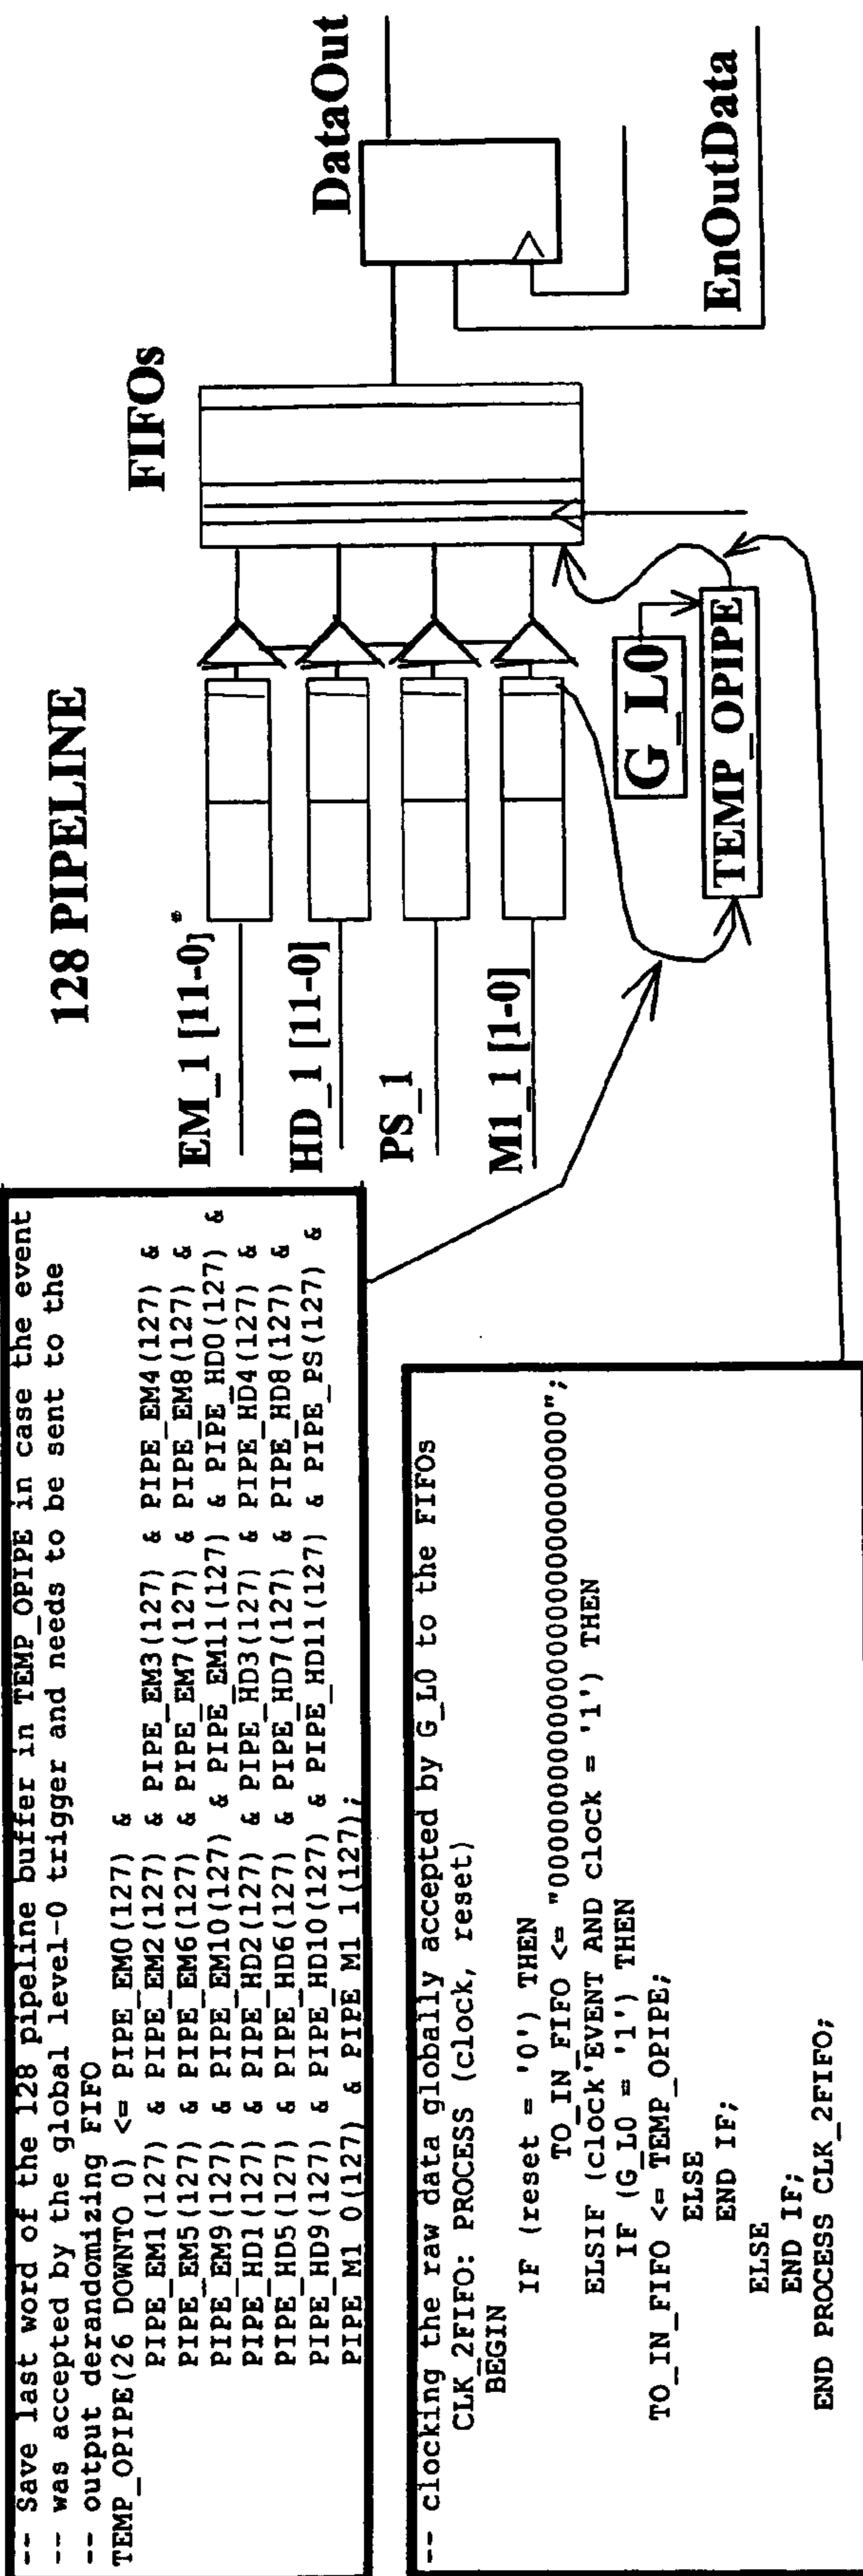 128 PIPELINE
EM_1 [11-0]
HD_1 [11-0]
PS_1
M1_1 [1-0]
FIFOs
DataOut
EnOutData
G_L0
TEMP_OPIPE
-- Save last word of the 128 pipeline buffer in TEMP_OPIPE in case the event
-- was accepted by the global level-0 trigger and needs to be sent to the
-- output derandomizing FIFO
TEMP_OPIPE(26 DOWNTO 0) <= PIPE_EM0(127) &
PIPE_EM1(127) & PIPE_EM2(127) & PIPE_EM3(127) & PIPE_EM4(127) &
PIPE_EM5(127) & PIPE_EM6(127) & PIPE_EM7(127) & PIPE_EM8(127) &
PIPE_EM9(127) & PIPE_EM10(127) & PIPE_EM11(127) & PIPE_HD0(127) &
PIPE_HD1(127) & PIPE_HD2(127) & PIPE_HD3(127) & PIPE_HD4(127) &
PIPE_HD5(127) & PIPE_HD6(127) & PIPE_HD7(127) & PIPE_HD8(127) &
PIPE_HD9(127) & PIPE_HD10(127) & PIPE_HD11(127) & PIPE_PS(127) &
PIPE_M1_0(127) & PIPE_M1_1(127);
-- clocking the raw data globally accepted by G_L0 to the FIFOs
CLK_2FIFO: PROCESS (clock, reset)
BEGIN
IF (reset = '0') THEN
TO_IN_FIFO <= "000000000000000000000000000";
ELSIF (clock'EVENT AND clock = '1') THEN
IF (G_L0 = '1') THEN
TO_IN_FIFO <= TEMP_OPIPE;
ELSE
END IF;
ELSE
END IF;
END PROCESS CLK_2FIFO;